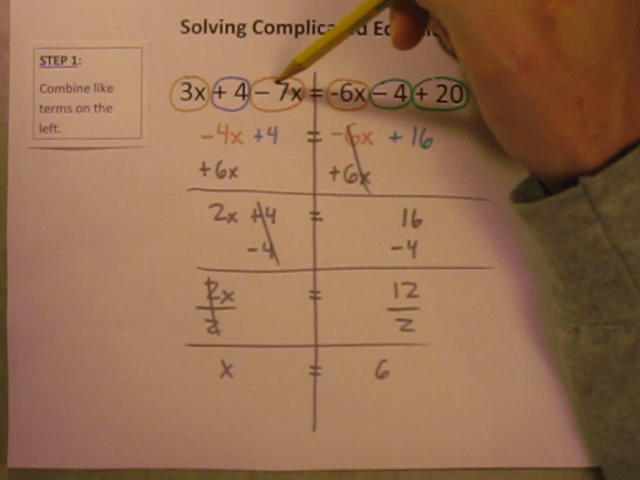 Solving Complicated E
STEP 1:
Combine like
terms on the
left.
3x + 4 − 7x = -6x − 4 + 20
-4x +4 = -6x + 16
+6x +6x
2x +4 = 16
-4 -4
2x = 12
2 2
x = 6